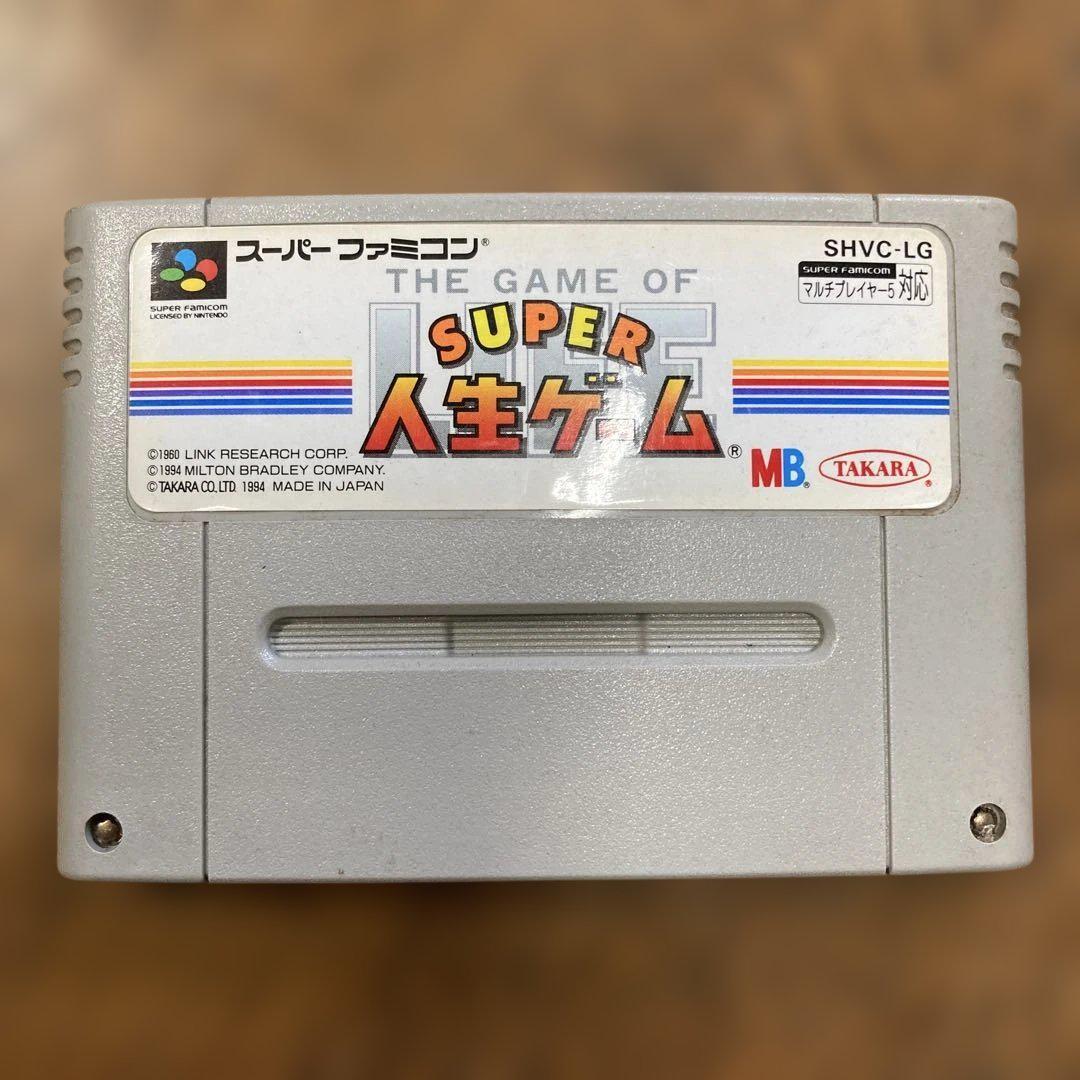 スーパーファミコン®
SUPER FAMICOM
LICENSED BY NINTENDO
SHVC-LG
SUPER FAMICOM
マルチプレイヤー5 対応
THE GAME OF
LIFE
SUPER
人生ゲーム®
©1960 LINK RESEARCH CORP.
©1994 MILTON BRADLEY COMPANY.
©TAKARA CO.,LTD. 1994 MADE IN JAPAN
MB®
TAKARA®